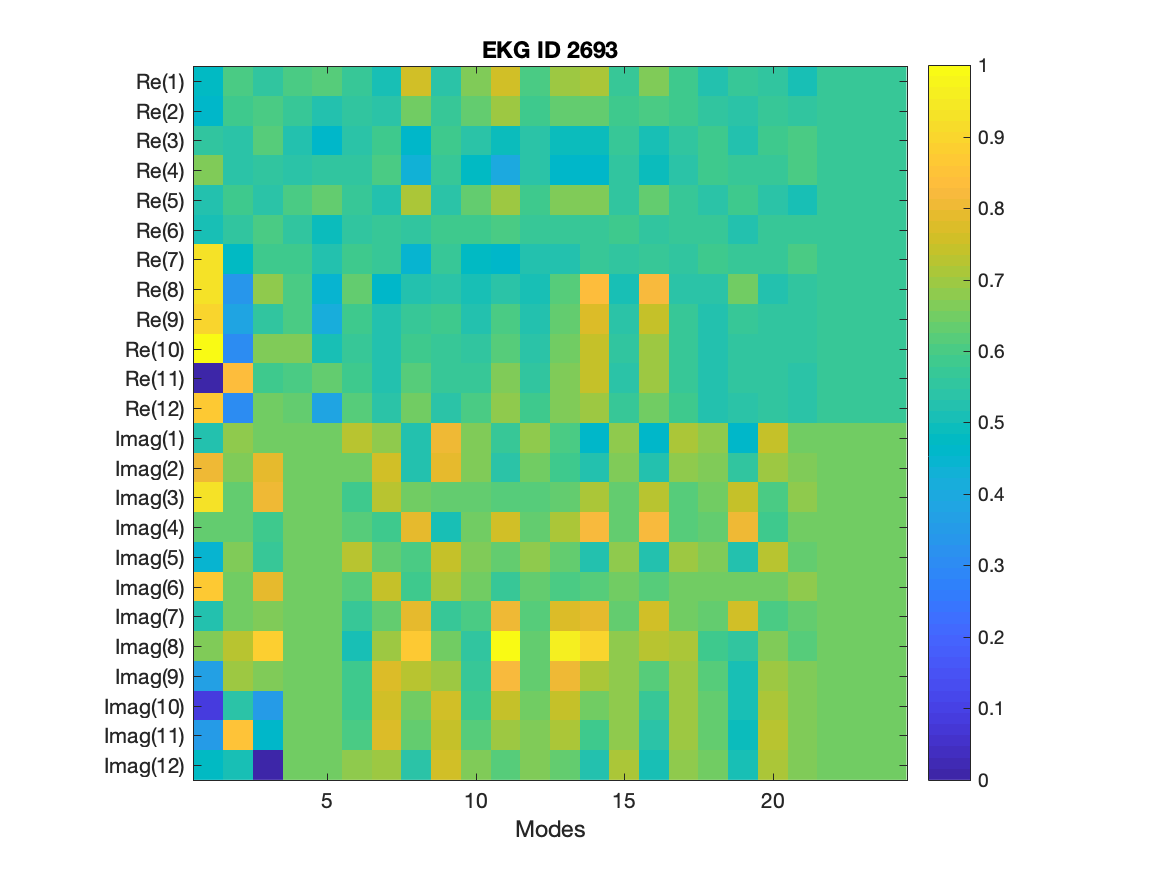 EKG ID 2693
Re(1)
Re(2)
Re(3)
Re(4)
Re(5)
Re(6)
Re(7)
Re(8)
Re(9)
Re(10)
Re(11)
Re(12)
Imag(1)
Imag(2)
Imag(3)
Imag(4)
Imag(5)
Imag(6)
Imag(7)
Imag(8)
Imag(9)
Imag(10)
Imag(11)
Imag(12)
5 10 15 20
Modes
1
0.9
0.8
0.7
0.6
0.5
0.4
0.3
0.2
0.1
0